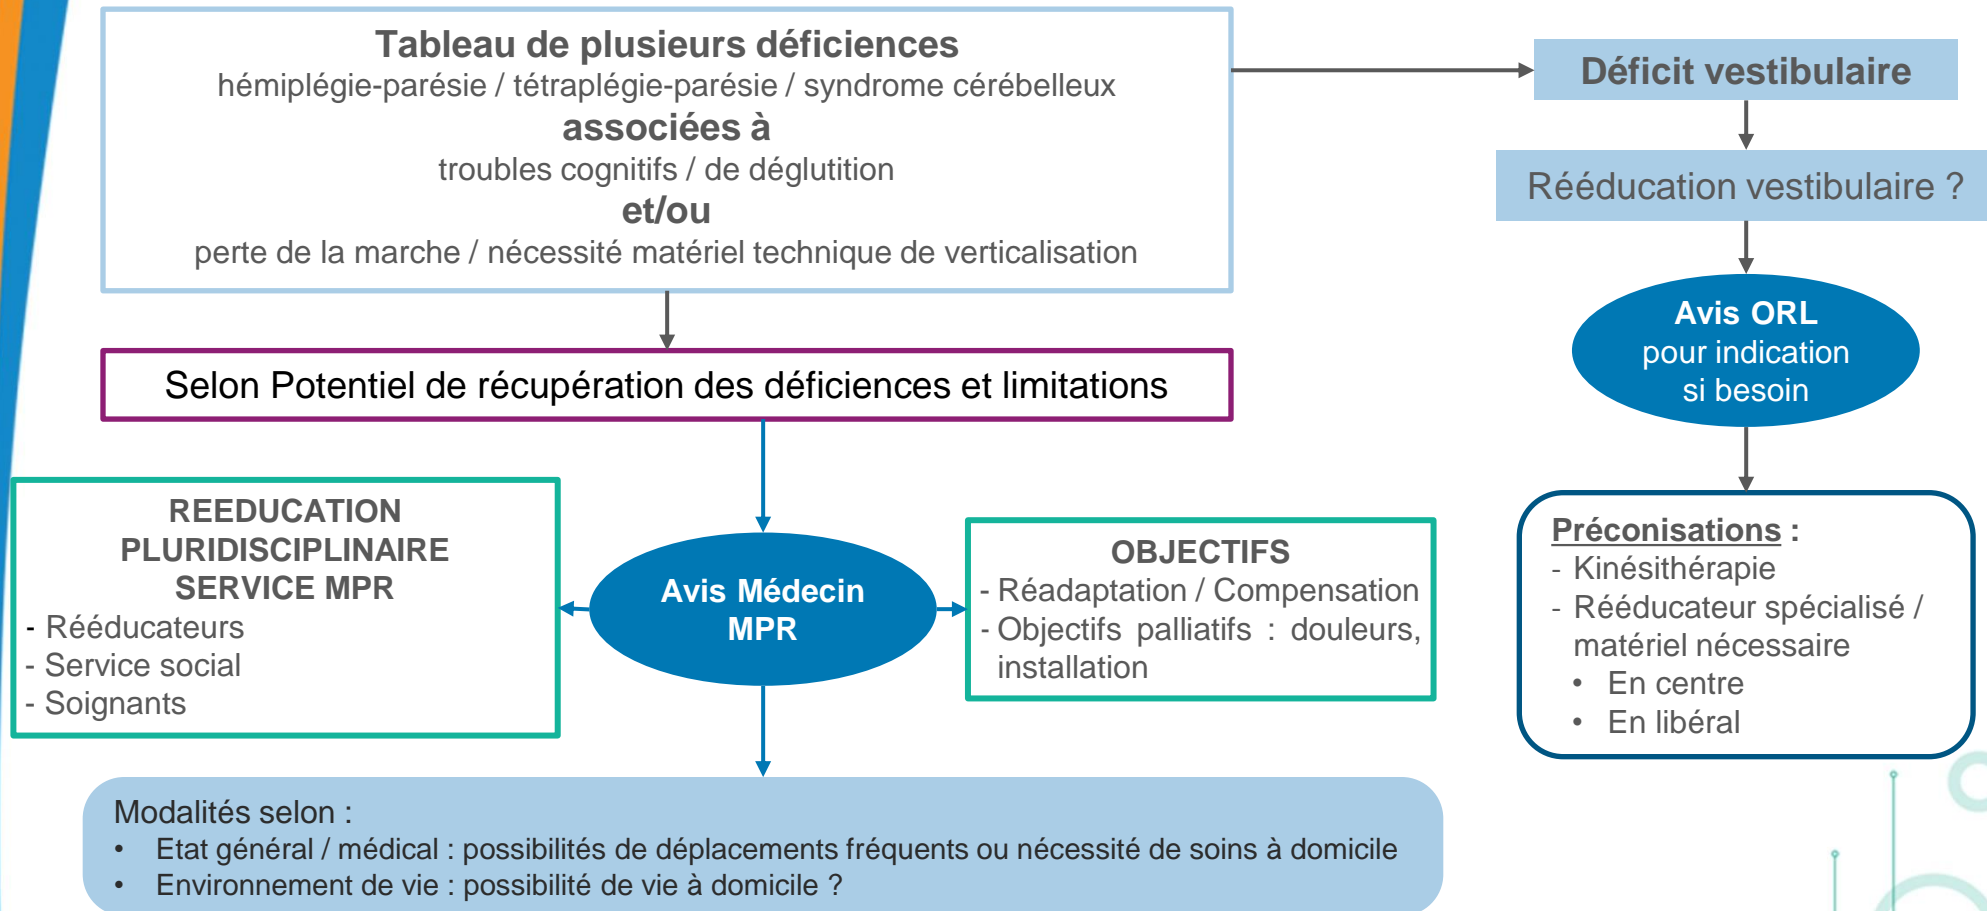 Tableau de plusieurs déficiences
hémiplégie-parésie / tétraplégie-parésie / syndrome cérébelleux
associées à
troubles cognitifs / de déglutition
et/ou
perte de la marche / nécessité matériel technique de verticalisation
Selon Potentiel de récupération des déficiences et limitations
REEDUCATION
PLURIDISCIPLINAIRE
SERVICE MPR
- Rééducateurs
- Service social
- Soignants
Avis Médecin
MPR
OBJECTIFS
- Réadaptation / Compensation
- Objectifs palliatifs : douleurs,
installation
Modalités selon :
• Etat général / médical : possibilités de déplacements fréquents ou nécessité de soins à domicile
• Environnement de vie : possibilité de vie à domicile ?
Déficit vestibulaire
Rééducation vestibulaire ?
Avis ORL
pour indication
si besoin
Préconisations :
- Kinésithérapie
- Rééducateur spécialisé /
matériel nécessaire
• En centre
• En libéral